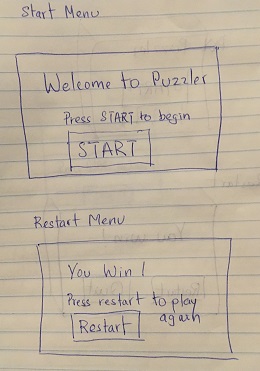 Start Menu
Welcome to Puzzler
Press START to begin
START
Restart Menu
You Win!
Press restart to play
again
Restart